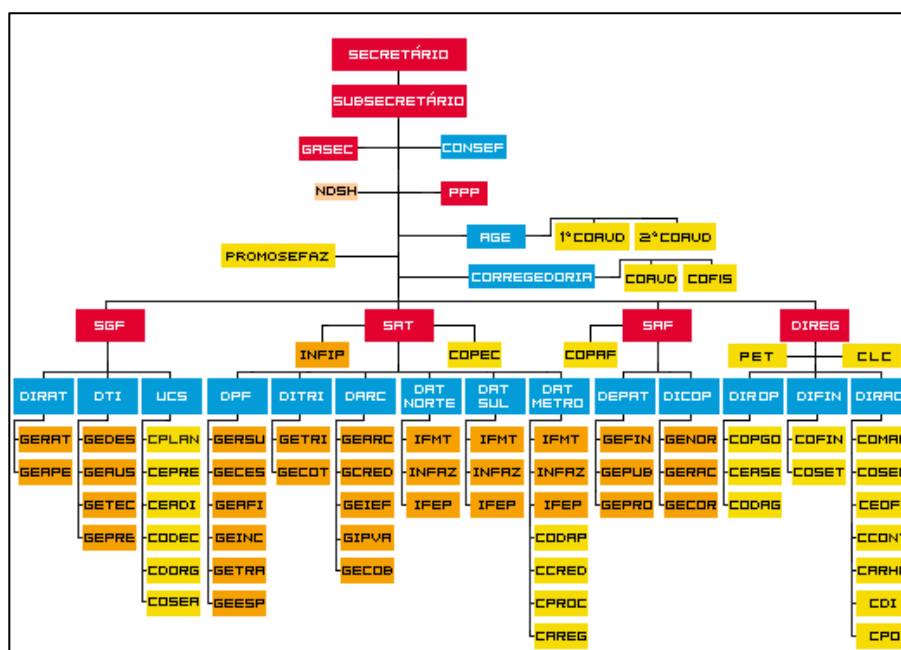 SECRETÁRIO
SUBSECRETÁRIO
GASEC CONSEF
NDSH PPP
AGE 1ª COAUD 2ª COAUD
PROMOSEFAZ
CORREGEDORIA COAUD COFIS
SGF SAT SAF DIREG
INFIP COPEC COPAF PET CLC
DIRAT DTI UCS DPF DITRI DARC DAT NORTE DAT SUL DAT METRO DEPAT DICOP DIROP DIFIN
GERAT GEDES CPLAN GERSU GETRI GEARC IFMT IFMT IFMT GEFIN GENOR COPGO COFIN
GEAPE GEAUS CEPRE GECES GECOT GCRED INFAZ INFAZ INFAZ GEPUB GERAC CEASE COSET
GETEC CEADI GEAFI GEIEF IFEP IFEP IFEP GEPRO GECOR CODAG
GEPRE CODEC GEINC GIPVA CODAP
CDORG GETRA GECOB CCRED
COSEA GEESP CPROC CDI
CAREG CPO